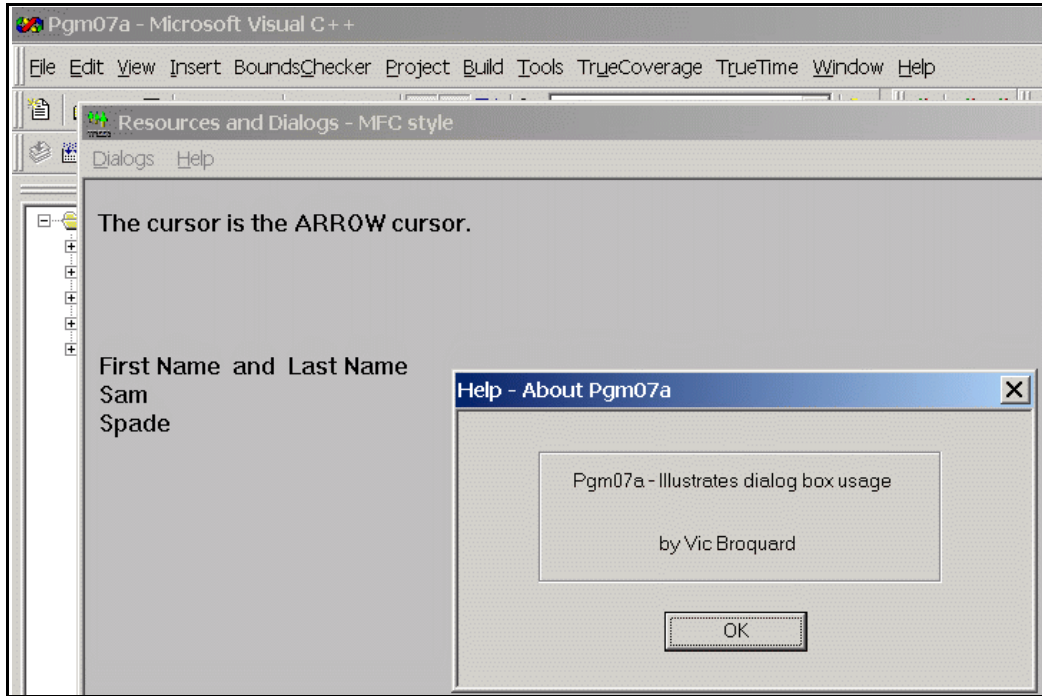 Pgm07a - Microsoft Visual C++
File Edit View Insert BoundsChecker Project Build Tools TrueCoverage TrueTime Window Help
Resources and Dialogs - MFC style
Dialogs Help
The cursor is the ARROW cursor.
First Name and Last Name
Sam
Spade
Help - About Pgm07a
Pgm07a - Illustrates dialog box usage
by Vic Broquard
OK